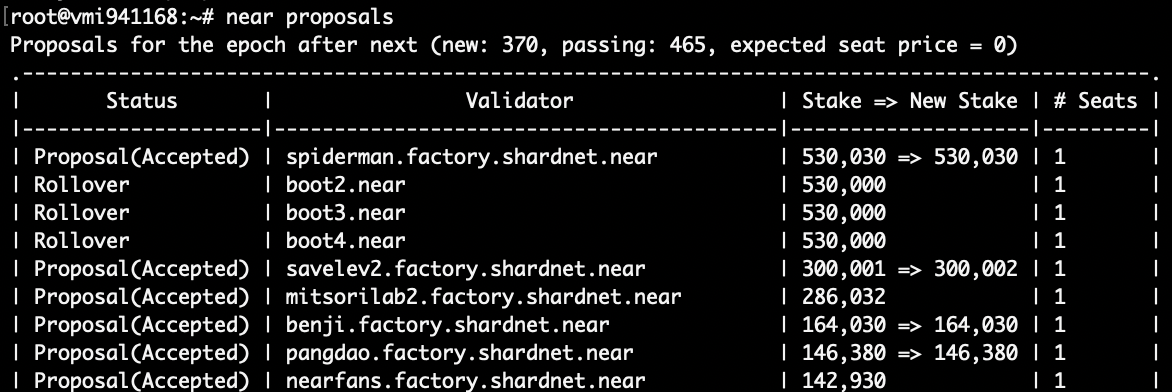 [root@vmi941168:~# near proposals
Proposals for the epoch after next (new: 370, passing: 465, expected seat price = 0)
.-----------------------------------------------------------------------------------------------.
|       Status        |                Validator                 | Stake => New Stake | # Seats |
|---------------------|------------------------------------------|--------------------|---------|
| Proposal(Accepted) | spiderman.factory.shardnet.near | 530,030 => 530,030 | 1 |
| Rollover | boot2.near | 530,000 | 1 |
| Rollover | boot3.near | 530,000 | 1 |
| Rollover | boot4.near | 530,000 | 1 |
| Proposal(Accepted) | savelev2.factory.shardnet.near | 300,001 => 300,002 | 1 |
| Proposal(Accepted) | mitsorilab2.factory.shardnet.near | 286,032 | 1 |
| Proposal(Accepted) | benji.factory.shardnet.near | 164,030 => 164,030 | 1 |
| Proposal(Accepted) | pangdao.factory.shardnet.near | 146,380 => 146,380 | 1 |
| Proposal(Accepted) | nearfans.factory.shardnet.near | 142,930 | 1 |